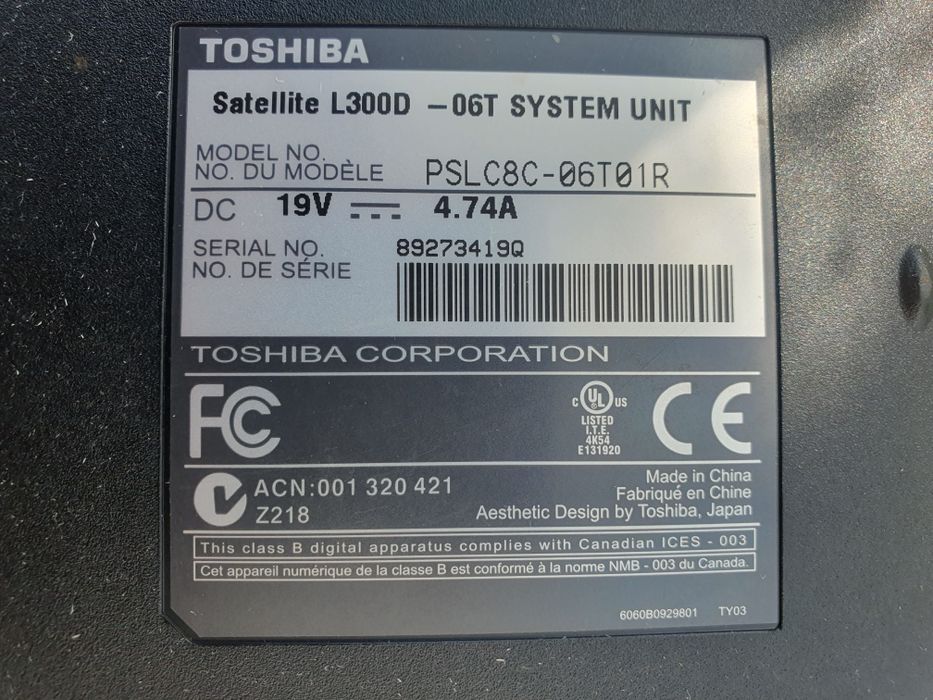 TOSHIBA
Satellite L300D -06T SYSTEM UNIT
MODEL NO.
NO. DU MODÈLE PSLC8C-06T01R
DC 19V 4.74A
SERIAL NO. 89273419Q
NO. DE SÉRIE
TOSHIBA CORPORATION
FC
C UL US
LISTED
I.T.E.
4K54
E131920
CE
ACN:001 320 421
Z218
Made in China
Fabriqué en Chine
Aesthetic Design by Toshiba, Japan
This class B digital apparatus complies with Canadian ICES - 003
Cet appareil numérique de la classe B est conformé à la norme NMB - 003 du Canada.
6060B0929801 TY03